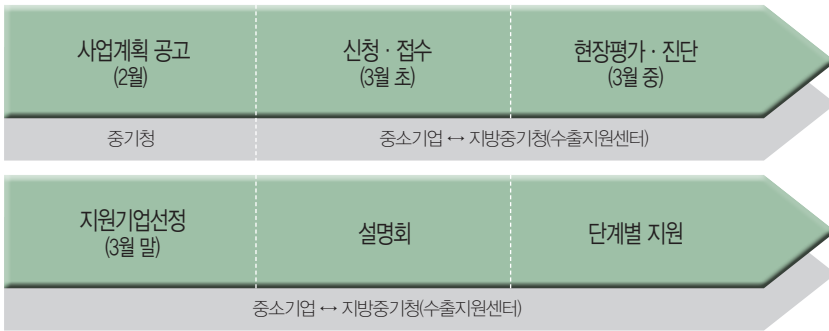 사업계획 공고
(2월)
신청 · 접수
(3월 초)
현장평가 · 진단
(3월 중)
중기청
중소기업 ↔ 지방중기청(수출지원센터)
지원기업선정
(3월 말)
설명회
단계별 지원
중소기업 ↔ 지방중기청(수출지원센터)